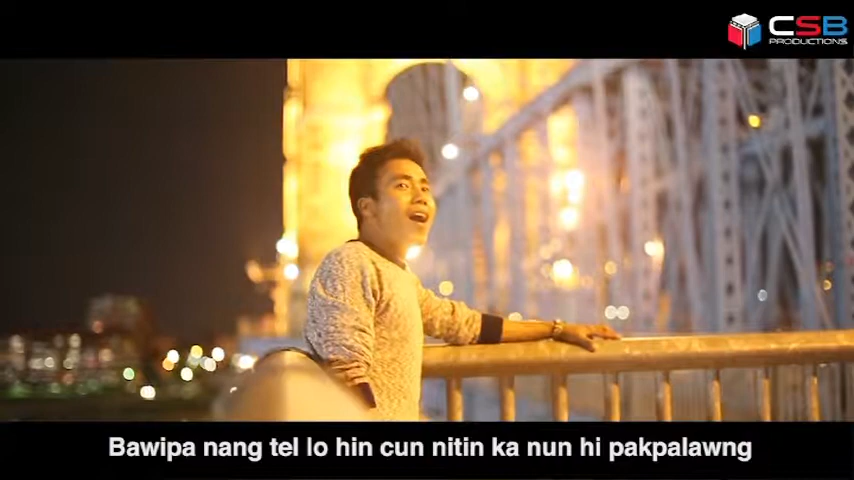 CSB
PRODUCTIONS
Bawipa nang tel lo hin cun nitin ka nun hi pakpalawng